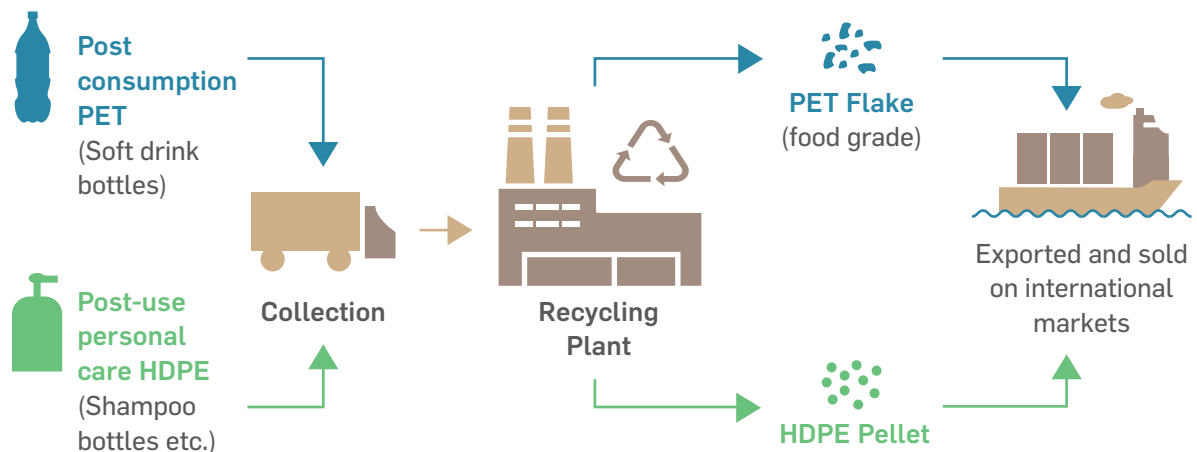 Post
consumption
PET
(Soft drink
bottles)
Post-use
personal
care HDPE
(Shampoo
bottles etc.)
Collection
Recycling
Plant
PET Flake
(food grade)
HDPE Pellet
Exported and sold
on international
markets